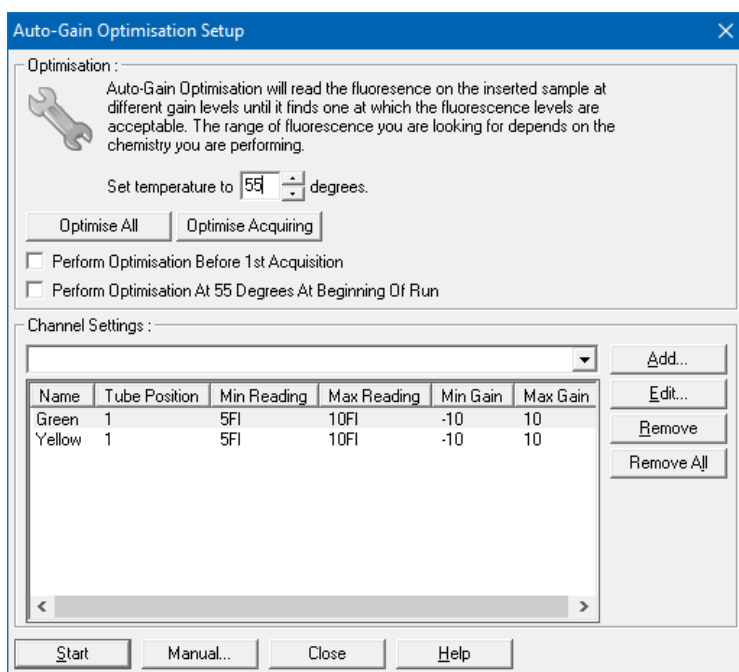 Auto-Gain Optimisation Setup
Optimisation :
Auto-Gain Optimisation will read the fluoresence on the inserted sample at
different gain levels until it finds one at which the fluorescence levels are
acceptable. The range of fluorescence you are looking for depends on the
chemistry you are performing.
Set temperature to 55 degrees.
Optimise All Optimise Acquiring
Perform Optimisation Before 1st Acquisition
Perform Optimisation At 55 Degrees At Beginning Of Run
Channel Settings :
Add...
Name Tube Position Min Reading Max Reading Min Gain Max Gain Edit...
Green 1 5Fl 10Fl -10 10
Remove
Yellow 1 5Fl 10Fl -10 10
Remove All
Start Manual... Close Help